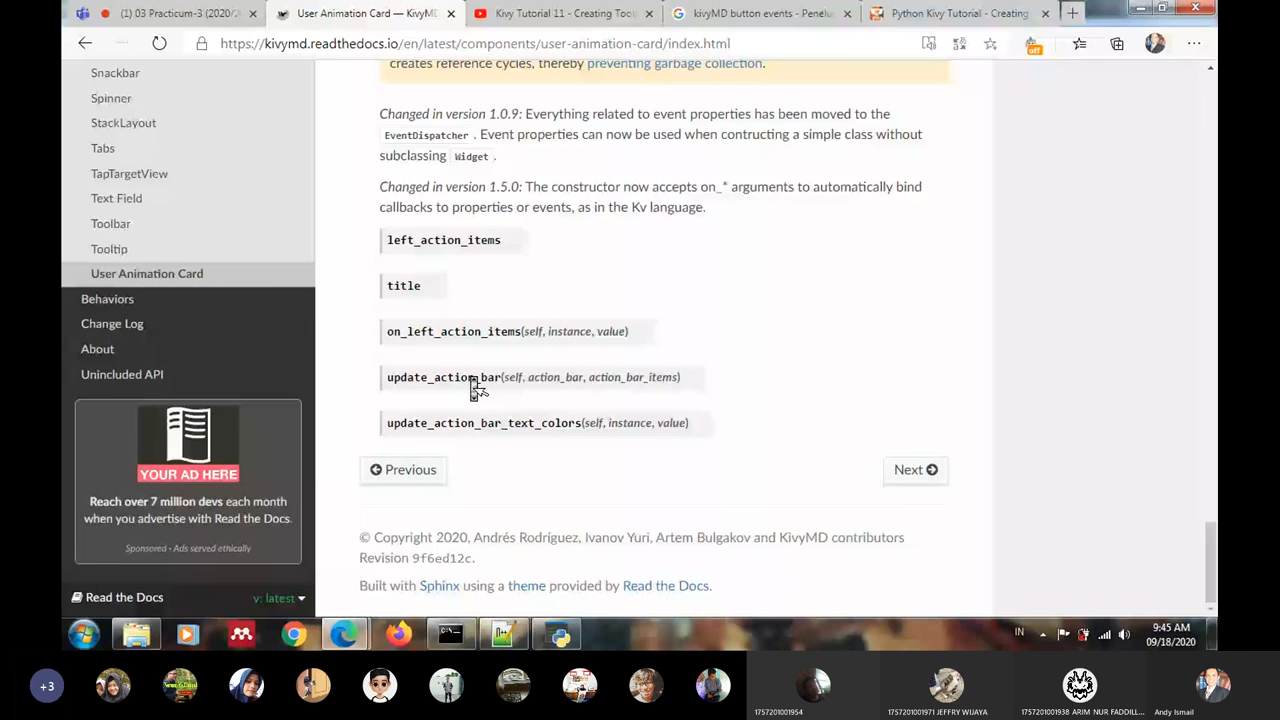 (1) 03 Practicum-3 (2020/2
User Animation Card — KivyMD
Kivy Tutorial 11 - Creating Tool
kivyMD button events - Penelu
Python Kivy Tutorial - Creating
https://kivymd.readthedocs.io/en/latest/components/user-animation-card/index.html
off
Snackbar
Spinner
StackLayout
Tabs
TapTargetView
Text Field
Toolbar
Tooltip
User Animation Card
Behaviors
Change Log
About
Unincluded API
YOUR AD HERE
Reach over 7 million devs each month
when you advertise with Read the Docs.
Sponsored · Ads served ethically
Read the Docs
v: latest
creates reference cycles, thereby preventing garbage collection.
Changed in version 1.0.9: Everything related to event properties has been moved to the
EventDispatcher . Event properties can now be used when contructing a simple class without
subclassing Widget .
Changed in version 1.5.0: The constructor now accepts on_* arguments to automatically bind
callbacks to properties or events, as in the Kv language.
left_action_items
title
on_left_action_items(self, instance, value)
update_action_bar(self, action_bar, action_bar_items)
update_action_bar_text_colors(self, instance, value)
Previous
Next
© Copyright 2020, Andrés Rodríguez, Ivanov Yuri, Artem Bulgakov and KivyMD contributors
Revision 9f6ed12c.
Built with Sphinx using a theme provided by Read the Docs.
IN
9:45 AM
09/18/2020
+3
1757201001954
1757201001971 JEFFRY WIJAYA
1757201001938 ARIM NUR FADDILL...
Andy Ismail